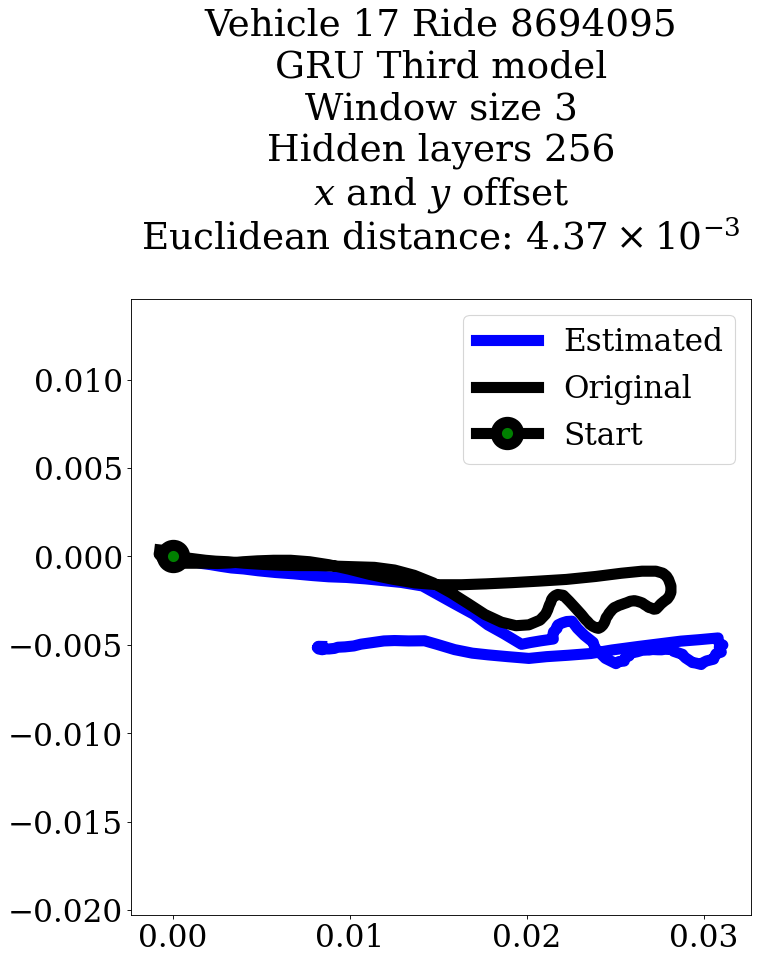 Vehicle 17 Ride 8694095
GRU Third model
Window size 3
Hidden layers 256
x and y offset
Euclidean distance: 4.37 × 10⁻³
Estimated
Original
Start
0.010
0.005
0.000
−0.005
−0.010
−0.015
−0.020
0.00 0.01 0.02 0.03